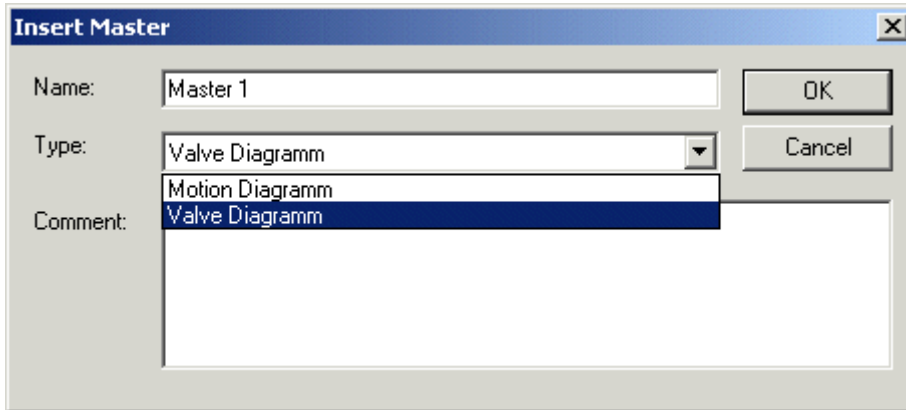 Insert Master
Name:
Master 1
OK
Type:
Valve Diagramm
Cancel
Motion Diagramm
Valve Diagramm
Comment: